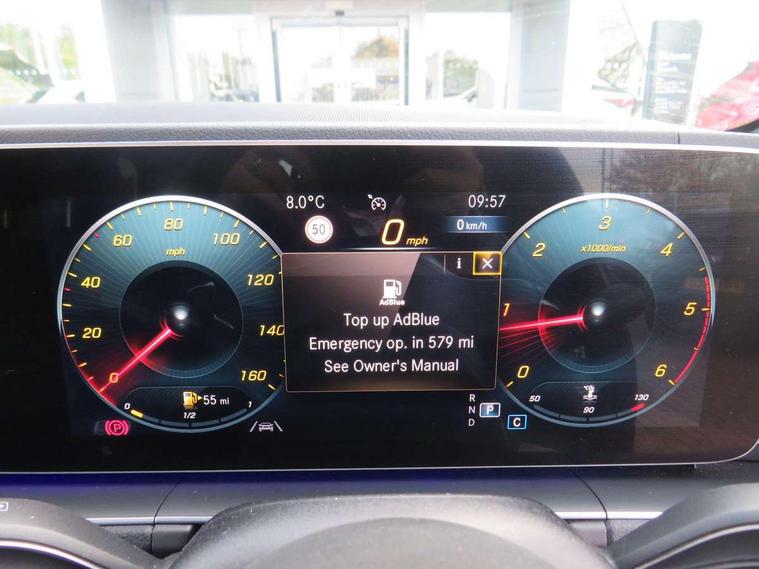 8.0°C
09:57
50
0 mph
0 km/h
80
60
100
mph
40
120
20
140
0
160
0
1/2
1
55 mi
i
AdBlue
Top up AdBlue
Emergency op. in 579 mi
See Owner's Manual
3
2
4
x1000/min
1
5
0
6
50
90
130
R
N P
D
C
P